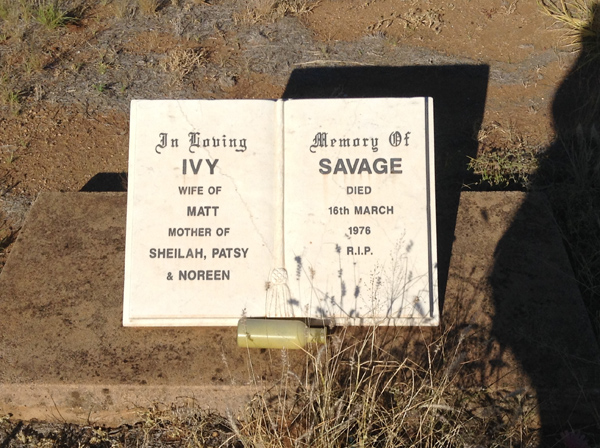 In Loving
IVY
WIFE OF
MATT
MOTHER OF
SHEILAH, PATSY
& NOREEN
Memory Of
SAVAGE
DIED
16th MARCH
1976
R.I.P.